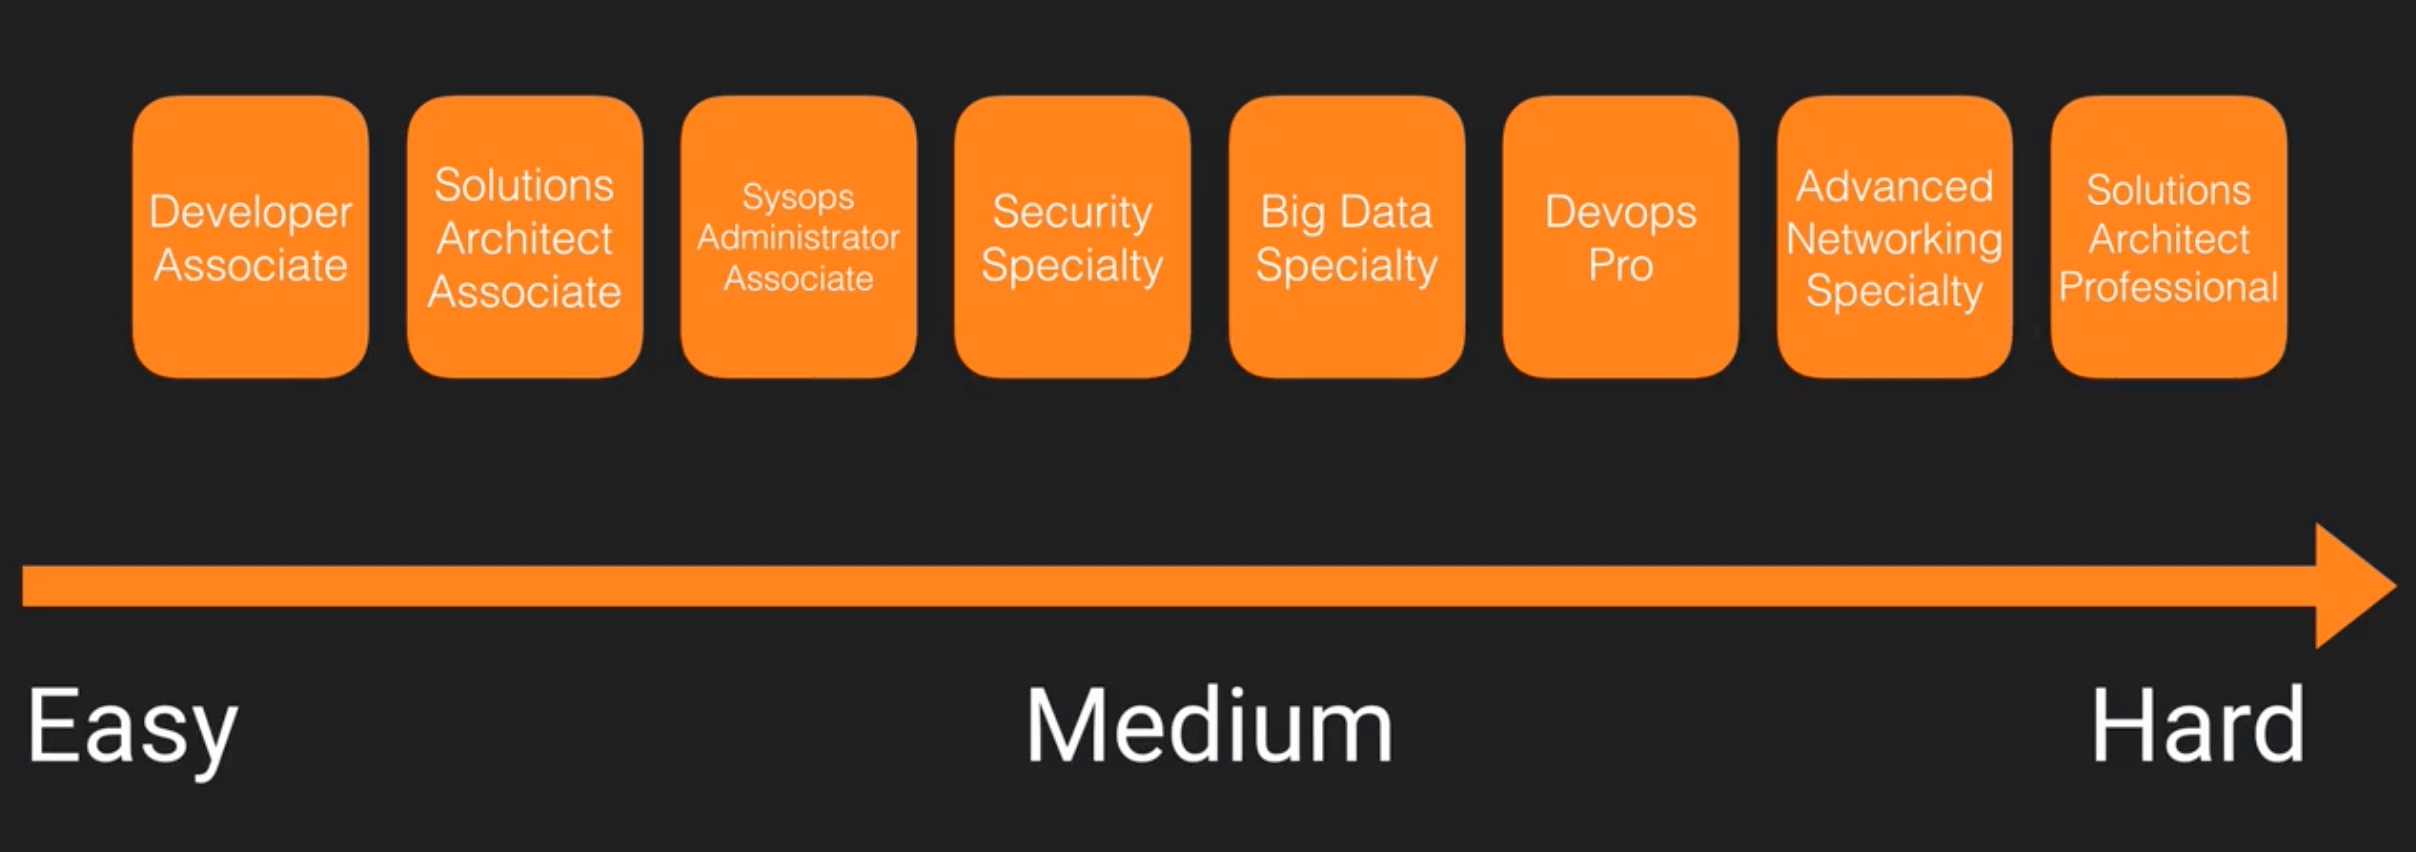 Developer
Associate
Solutions
Architect
Associate
Sysops
Administrator
Associate
Security
Specialty
Big Data
Specialty
Devops
Pro
Advanced
Networking
Specialty
Solutions
Architect
Professional
Easy
Medium
Hard